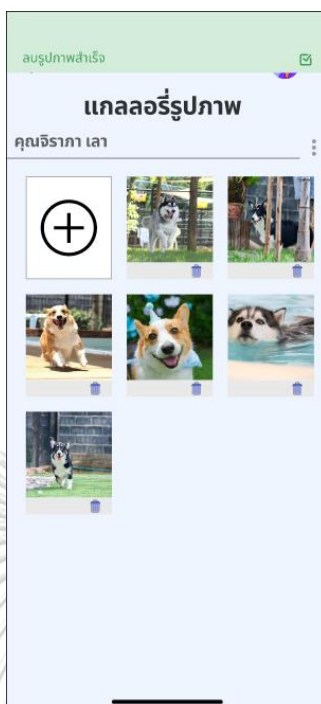 ลบรูปภาพสำเร็จ
แกลลอรี่รูปภาพ
คุณจิราภา เลา